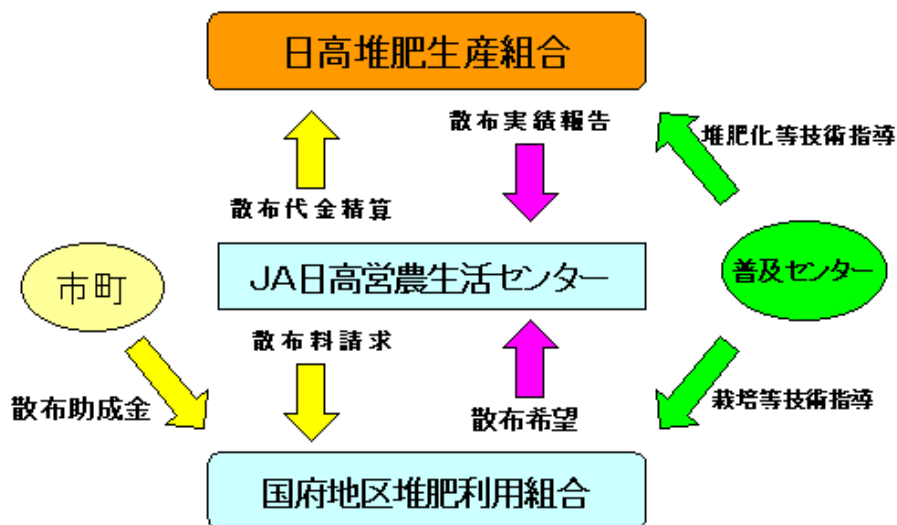 日高堆肥生産組合
散布実績報告
堆肥化等技術指導
散布代金精算
市町
JA日高営農生活センター
普及センター
散布料請求
散布助成金
散布希望
栽培等技術指導
国府地区堆肥利用組合